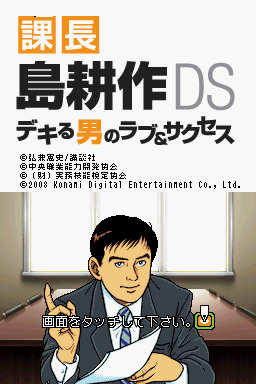 課長
島耕作DS
デキる男のラブ&サクセス
©弘兼憲史/講談社
©中央職業能力開発協会
©(財)実務技能検定協会
©2008 Konami Digital Entertainment Co., Ltd.
画面をタッチして下さい。